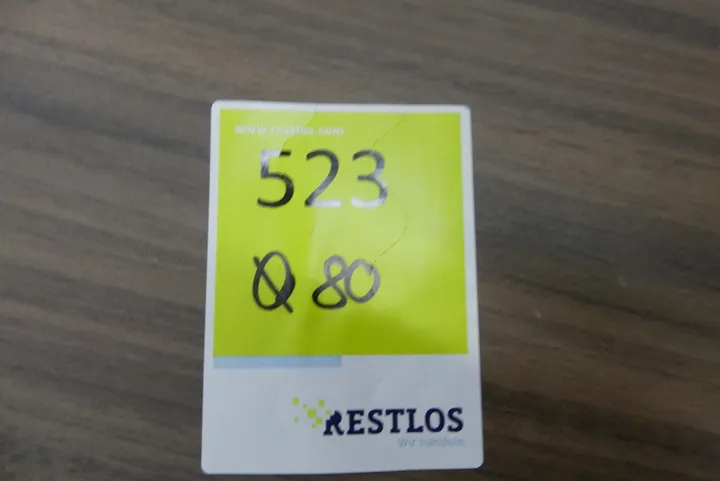 www.restlos.com
523
Ø 80
RESTLOS
Wir handeln.